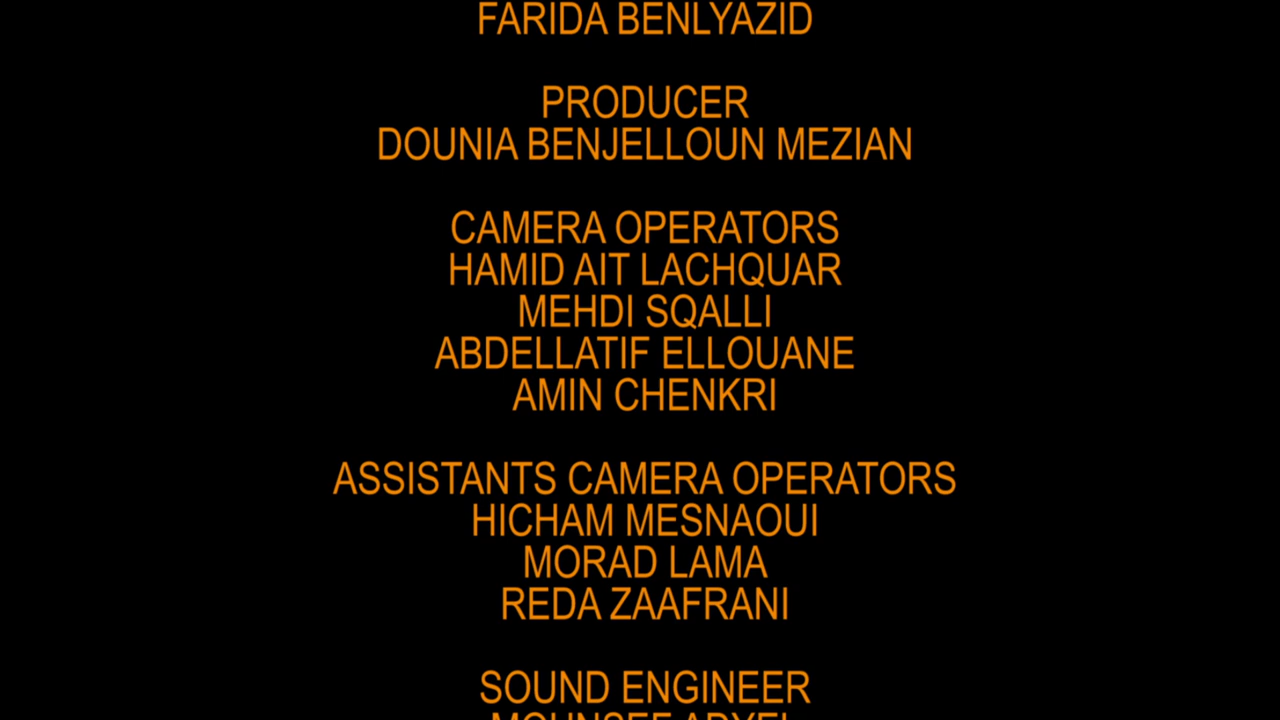 FARIDA BENLYAZID
PRODUCER
DOUNIA BENJELLOUN MEZIAN
CAMERA OPERATORS
HAMID AIT LACHQUAR
MEHDI SQALLI
ABDELLATIF ELLOUANE
AMIN CHENKRI
ASSISTANTS CAMERA OPERATORS
HICHAM MESNAOUI
MORAD LAMA
REDA ZAAFRANI
SOUND ENGINEER